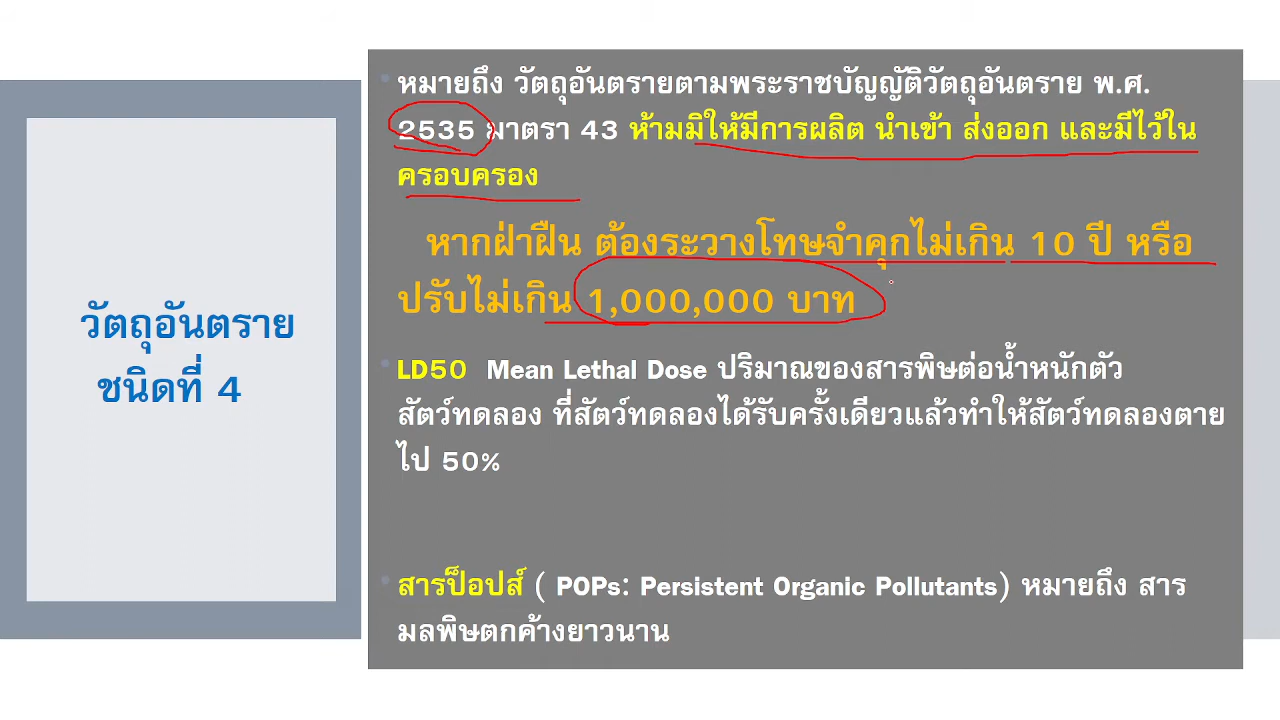 วัตถุอันตราย
ชนิดที่ 4
หมายถึง วัตถุอันตรายตามพระราชบัญญัติวัตถุอันตราย พ.ศ.
2535 มาตรา 43 ห้ามมิให้มีการผลิต นำเข้า ส่งออก และมีไว้ใน
ครอบครอง
หากฝ่าฝืน ต้องระวางโทษจำคุกไม่เกิน 10 ปี หรือ
ปรับไม่เกิน 1,000,000 บาท
LD50 Mean Lethal Dose ปริมาณของสารพิษต่อน้ำหนักตัว
สัตว์ทดลอง ที่สัตว์ทดลองได้รับครั้งเดียวแล้วทำให้สัตว์ทดลองตาย
ไป 50%
สารป็อปส์ ( POPs: Persistent Organic Pollutants) หมายถึง สาร
มลพิษตกค้างยาวนาน